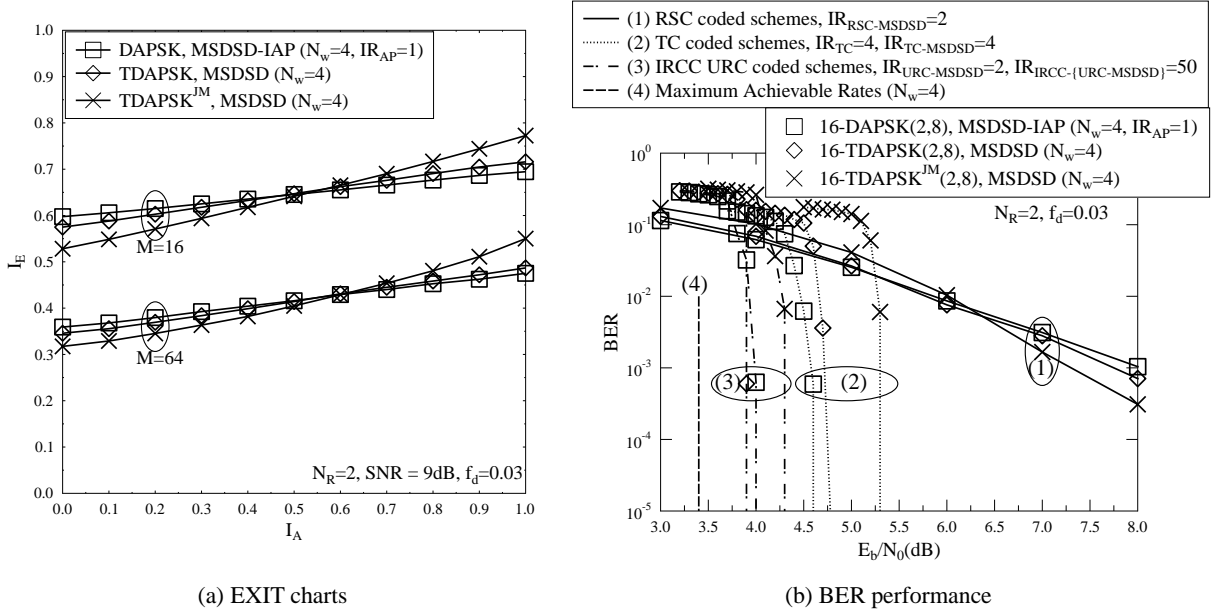 DAPSK, MSDSD-IAP (N_w=4, IR_AP=1)
TDAPSK, MSDSD (N_w=4)
TDAPSK^JM, MSDSD (N_w=4)
1.0
0.9
0.8
0.7
0.6
0.5
0.4
0.3
0.2
0.1
0.0
I_E
M=16
M=64
N_R=2, SNR = 9dB, f_d=0.03
0.0 0.1 0.2 0.3 0.4 0.5 0.6 0.7 0.8 0.9 1.0
I_A
(a) EXIT charts
(1) RSC coded schemes, IR_RSC-MSDSD=2
(2) TC coded schemes, IR_TC=4, IR_TC-MSDSD=4
(3) IRCC URC coded schemes, IR_URC-MSDSD=2, IR_IRCC-{URC-MSDSD}=50
(4) Maximum Achievable Rates (N_w=4)
16-DAPSK(2,8), MSDSD-IAP (N_w=4, IR_AP=1)
16-TDAPSK(2,8), MSDSD (N_w=4)
16-TDAPSK^JM(2,8), MSDSD (N_w=4)
N_R=2, f_d=0.03
10^0
10^-1
10^-2
10^-3
10^-4
10^-5
BER
(4)
(3)
(2)
(1)
3.0 3.5 4.0 4.5 5.0 5.5 6.0 6.5 7.0 7.5 8.0
E_b/N_0(dB)
(b) BER performance